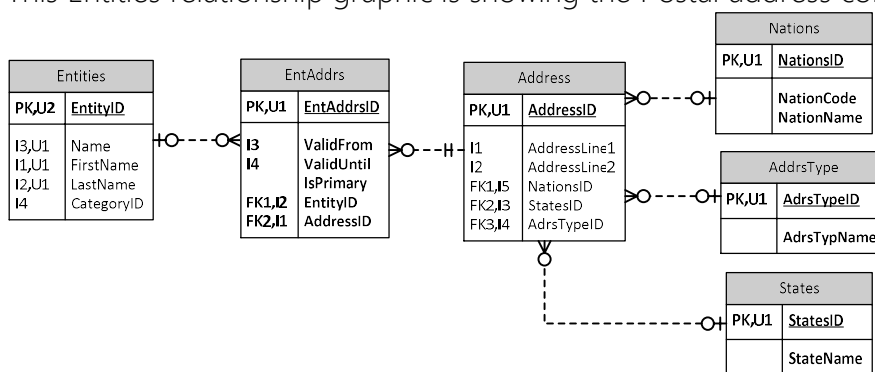 This Entities relationship graphic is showing the Postal address
Nations
PK,U1 NationsID
NationCode
NationName
Entities
PK,U2 EntityID
I3,U1 Name
I1,U1 FirstName
I2,U1 LastName
I4 CategoryID
EntAddrs
PK,U1 EntAddrsID
I3 ValidFrom
I4 ValidUntil
IsPrimary
FK1,I2 EntityID
FK2,I1 AddressID
Address
PK,U1 AddressID
I1 AddressLine1
I2 AddressLine2
FK1,I5 NationsID
FK2,I3 StatesID
FK3,I4 AdrsTypeID
AddrsType
PK,U1 AdrsTypeID
AdrsTypName
States
PK,U1 StatesID
StateName